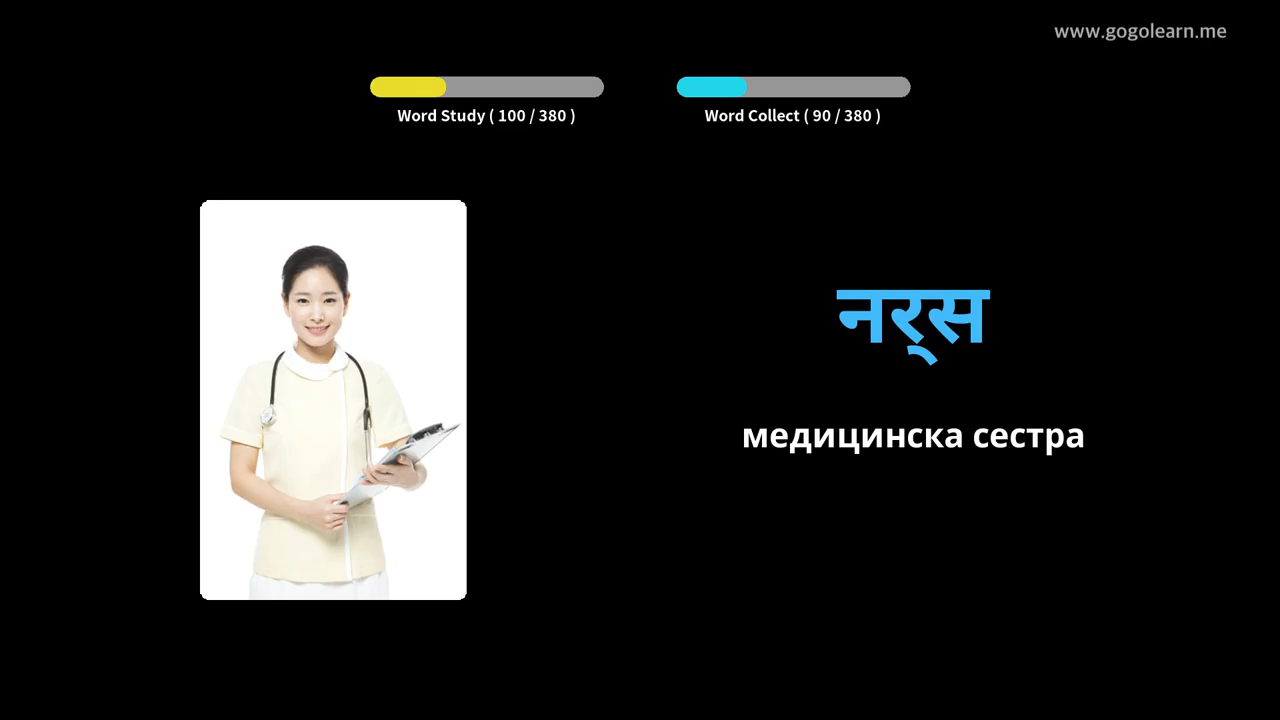 www.gogolearn.me
Word Study ( 100 / 380 )
Word Collect ( 90 / 380 )
नर्‌स
медицинска сестра